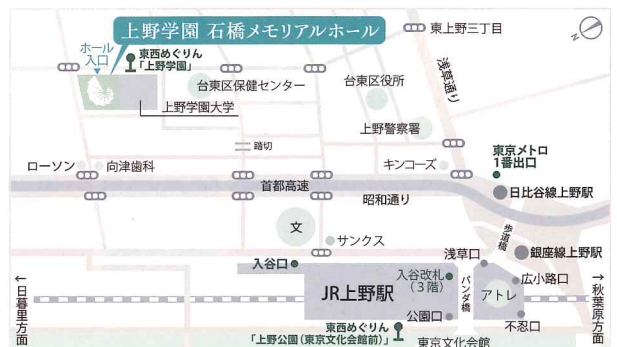 上野学園 石橋メモリアルホール
ホール
入口
東西めぐりん
「上野学園」
東上野三丁目
N
台東区保健センター
上野学園大学
台東区役所
浅草通り
上野警察署
踏切
東京メトロ
1番出口
ローソン
向津歯科
キンコーズ
首都高速
日比谷線上野駅
昭和通り
文
サンクス
歩道橋
銀座線上野駅
入谷口
浅草口
入谷改札
(3階)
広小路口
パンダ橋
アトレ
JR上野駅
←日暮里方面
→秋葉原方面
公園口
不忍口
東西めぐりん
「上野公園(東京文化会館前)」
東京文化会館